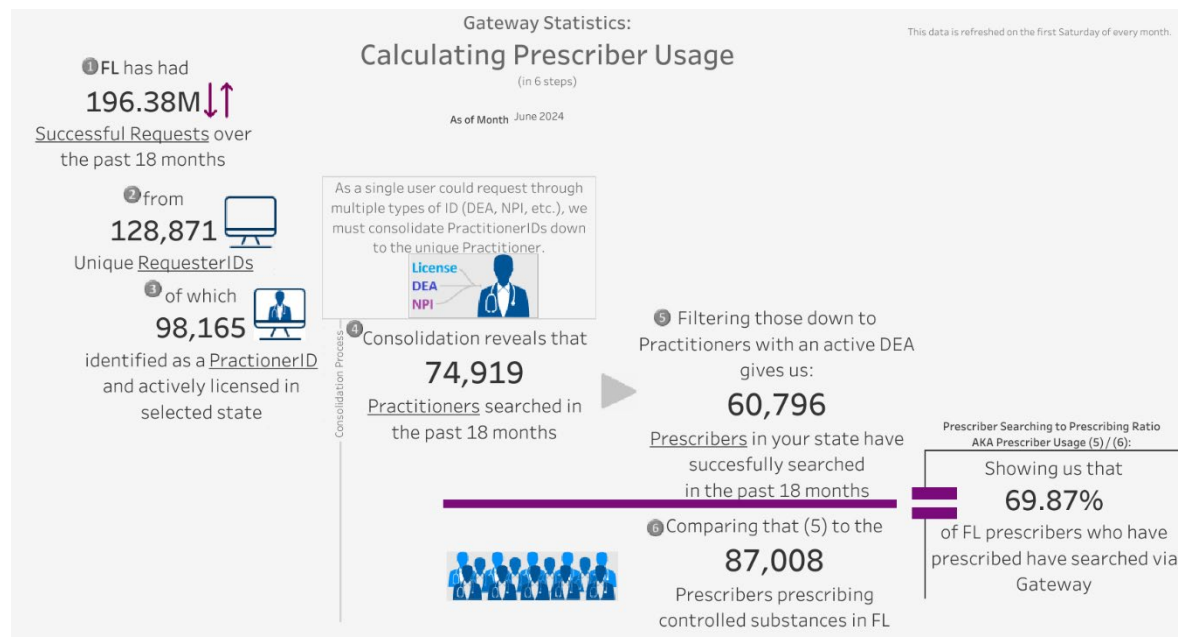 Gateway Statistics:
Calculating Prescriber Usage
(in 6 steps)
As of Month June 2024
This data is refreshed on the first Saturday of every month.
1 FL has had
196.38M
Successful Requests over
the past 18 months
2 from
128,871
Unique RequesterIDs
3 of which
98,165
identified as a PractionerID
and actively licensed in
selected state
As a single user could request through
multiple types of ID (DEA, NPI, etc.), we
must consolidate PractitionerIDs down
to the unique Practitioner.
License
DEA
NPI
Consolidation Process
4 Consolidation reveals that
74,919
Practitioners searched in
the past 18 months
5 Filtering those down to
Practitioners with an active DEA
gives us:
60,796
Prescribers in your state have
succesfully searched
in the past 18 months
6 Comparing that (5) to the
87,008
Prescribers prescribing
controlled substances in FL
Prescriber Searching to Prescribing Ratio
AKA Prescriber Usage (5) / (6):
Showing us that
69.87%
of FL prescribers who have
prescribed have searched via
Gateway